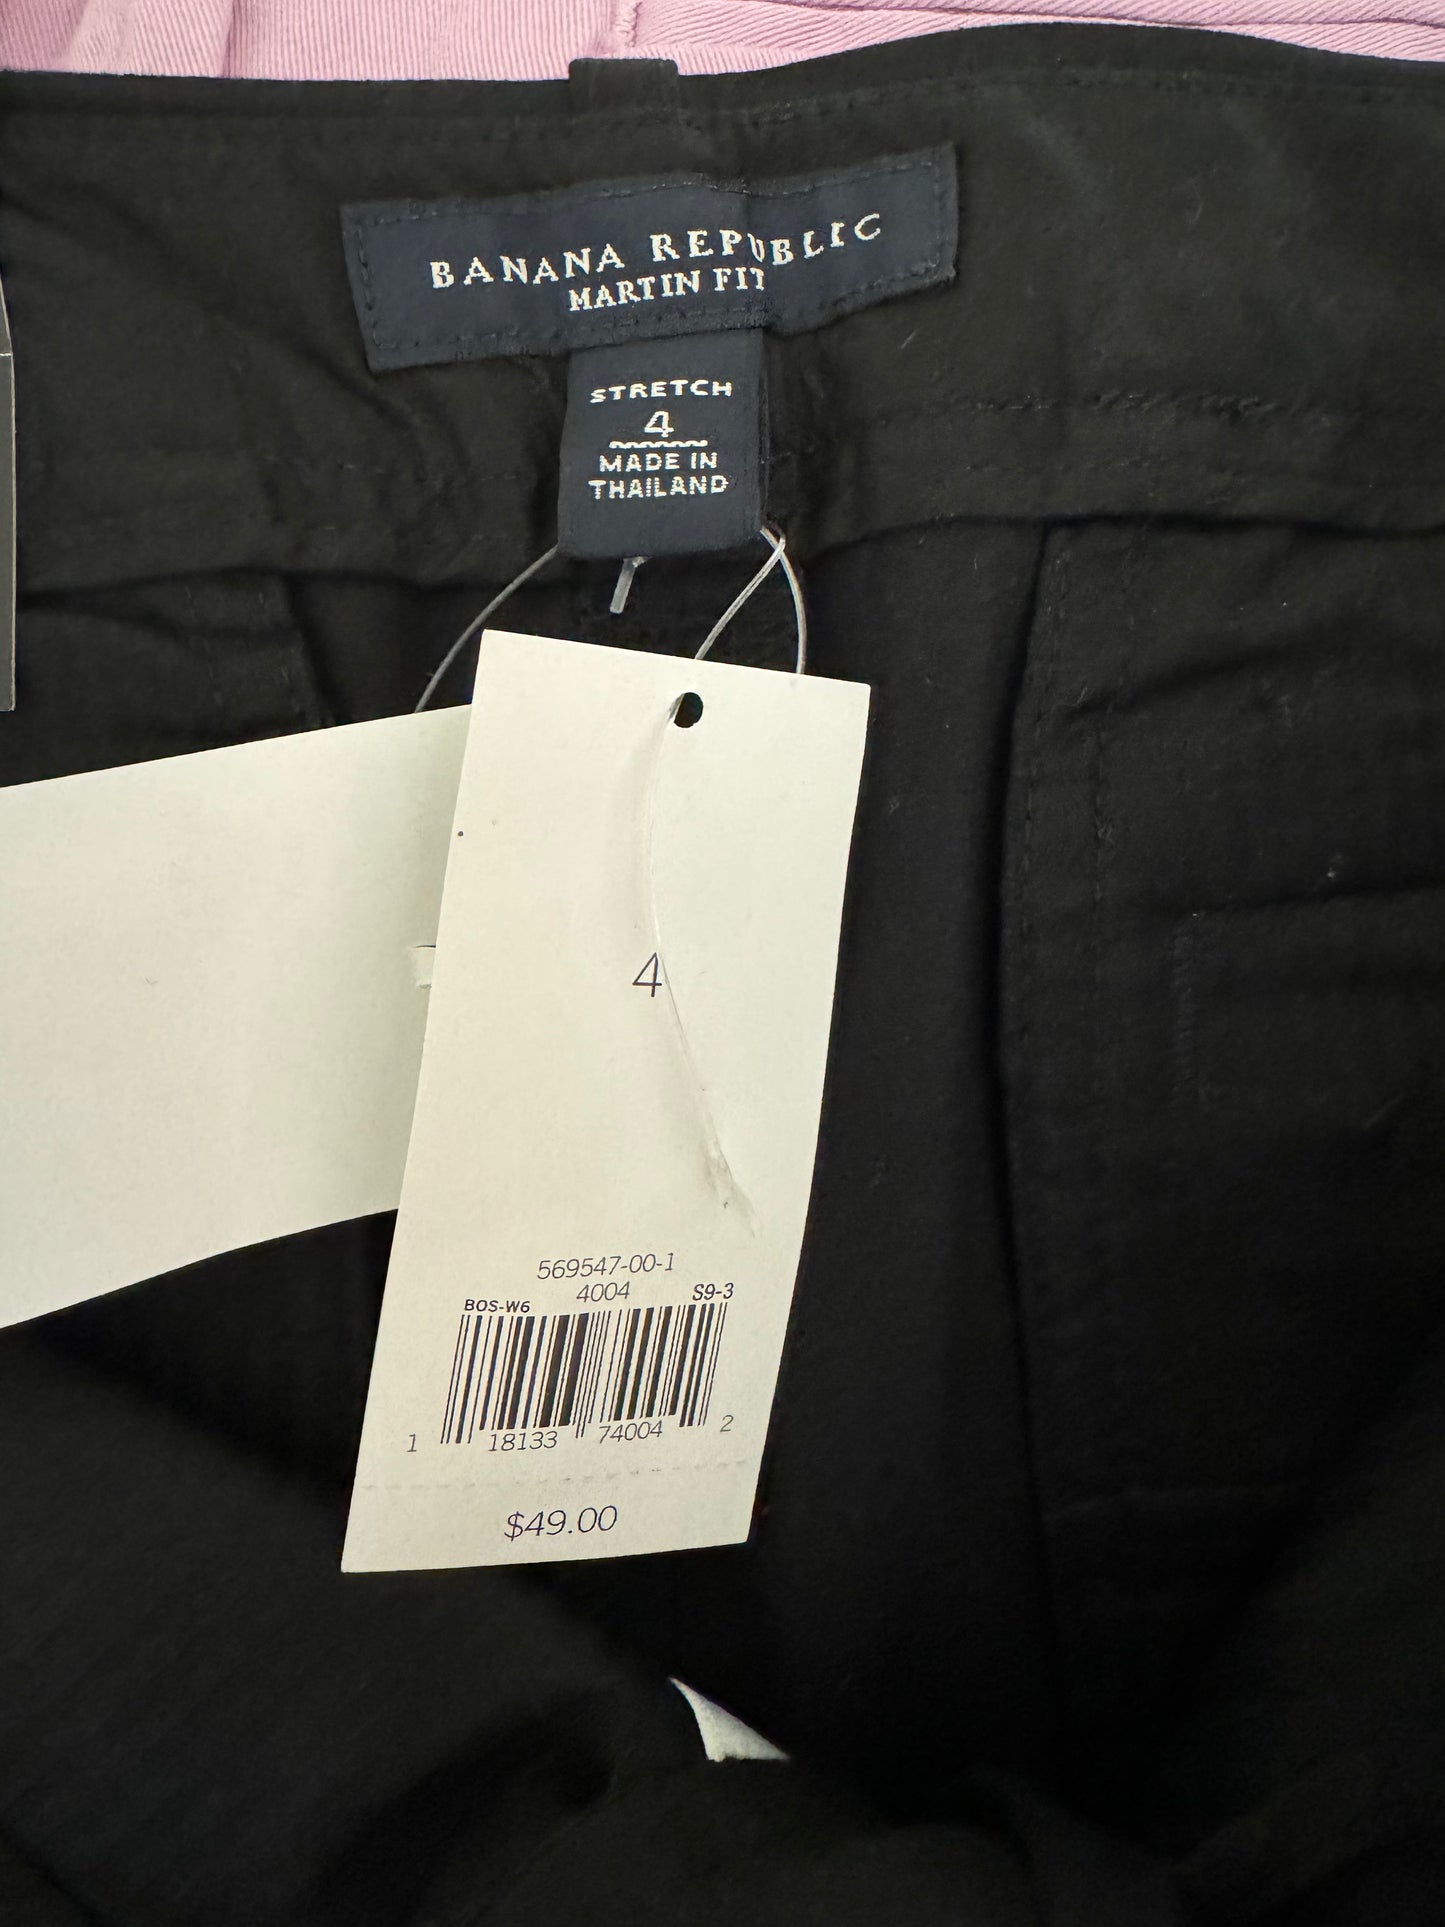 BANANA REPUBLIC
MARTIN FIT
STRETCH
4
MADE IN
THAILAND
4
569547-00-1
BOS-W6 4004 S9-3
1 18133 74004 2
$49.00